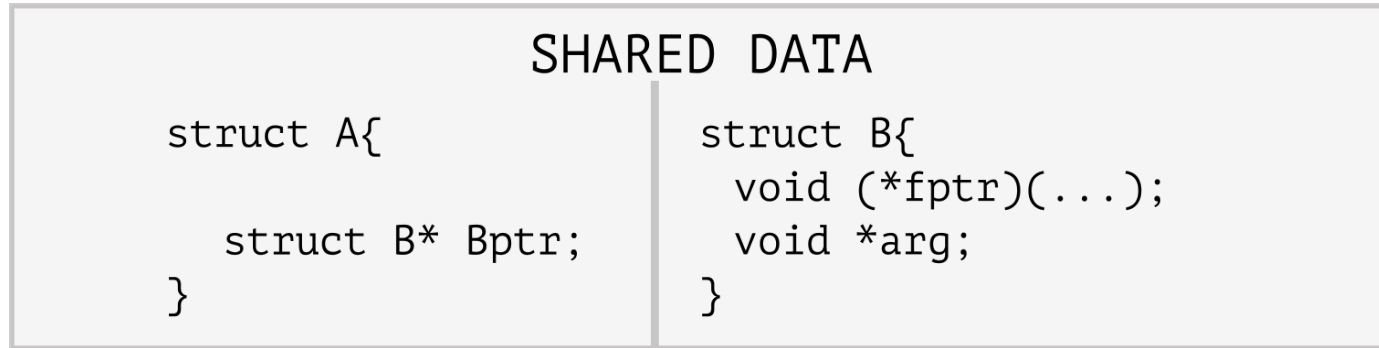 SHARED DATA
struct A{
struct B* Bptr;
}
struct B{
void (*fptr)(...);
void *arg;
}